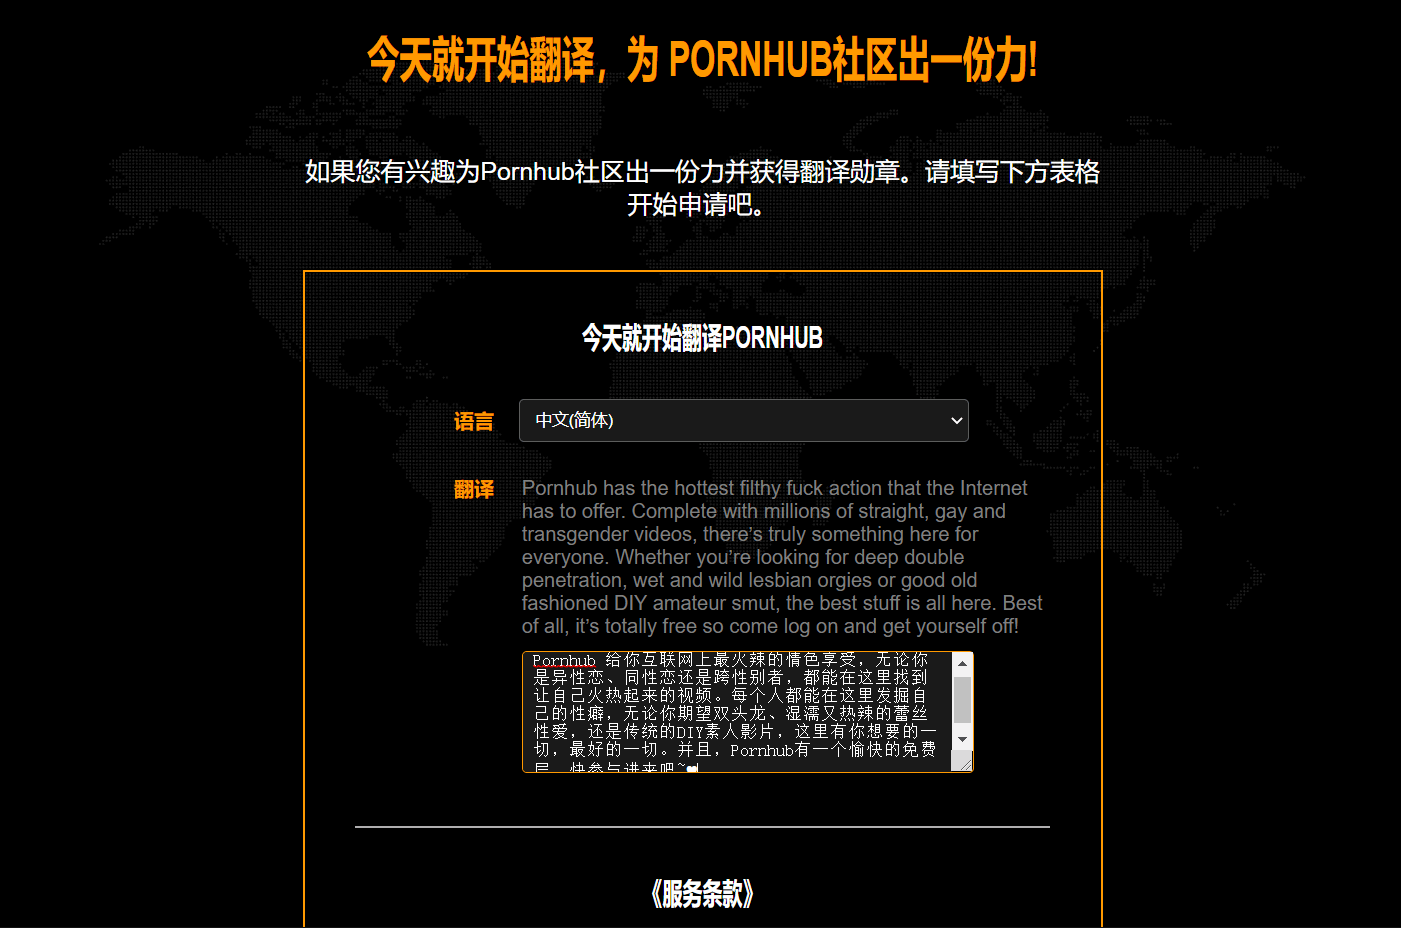 今天就开始翻译，为 PORNHUB社区出一份力!
如果您有兴趣为Pornhub社区出一份力并获得翻译勋章。请填写下方表格
开始申请吧。
今天就开始翻译PORNHUB
语言
中文(简体)
翻译
Pornhub has the hottest filthy fuck action that the Internet
has to offer. Complete with millions of straight, gay and
transgender videos, there’s truly something here for
everyone. Whether you’re looking for deep double
penetration, wet and wild lesbian orgies or good old
fashioned DIY amateur smut, the best stuff is all here. Best
of all, it’s totally free so come log on and get yourself off!
Pornhub 给你互联网上最火辣的情色享受，无论你
是异性恋、同性恋还是跨性别者，都能在这里找到
让自己火热起来的视频。每个人都能在这里发掘自
己的性癖，无论你期望双头龙、湿濡又热辣的蕾丝
性爱，还是传统的DIY素人影片，这里有你想要的一
切，最好的一切。并且，Pornhub有一个愉快的免费
层，快参与进来吧~❤
《服务条款》